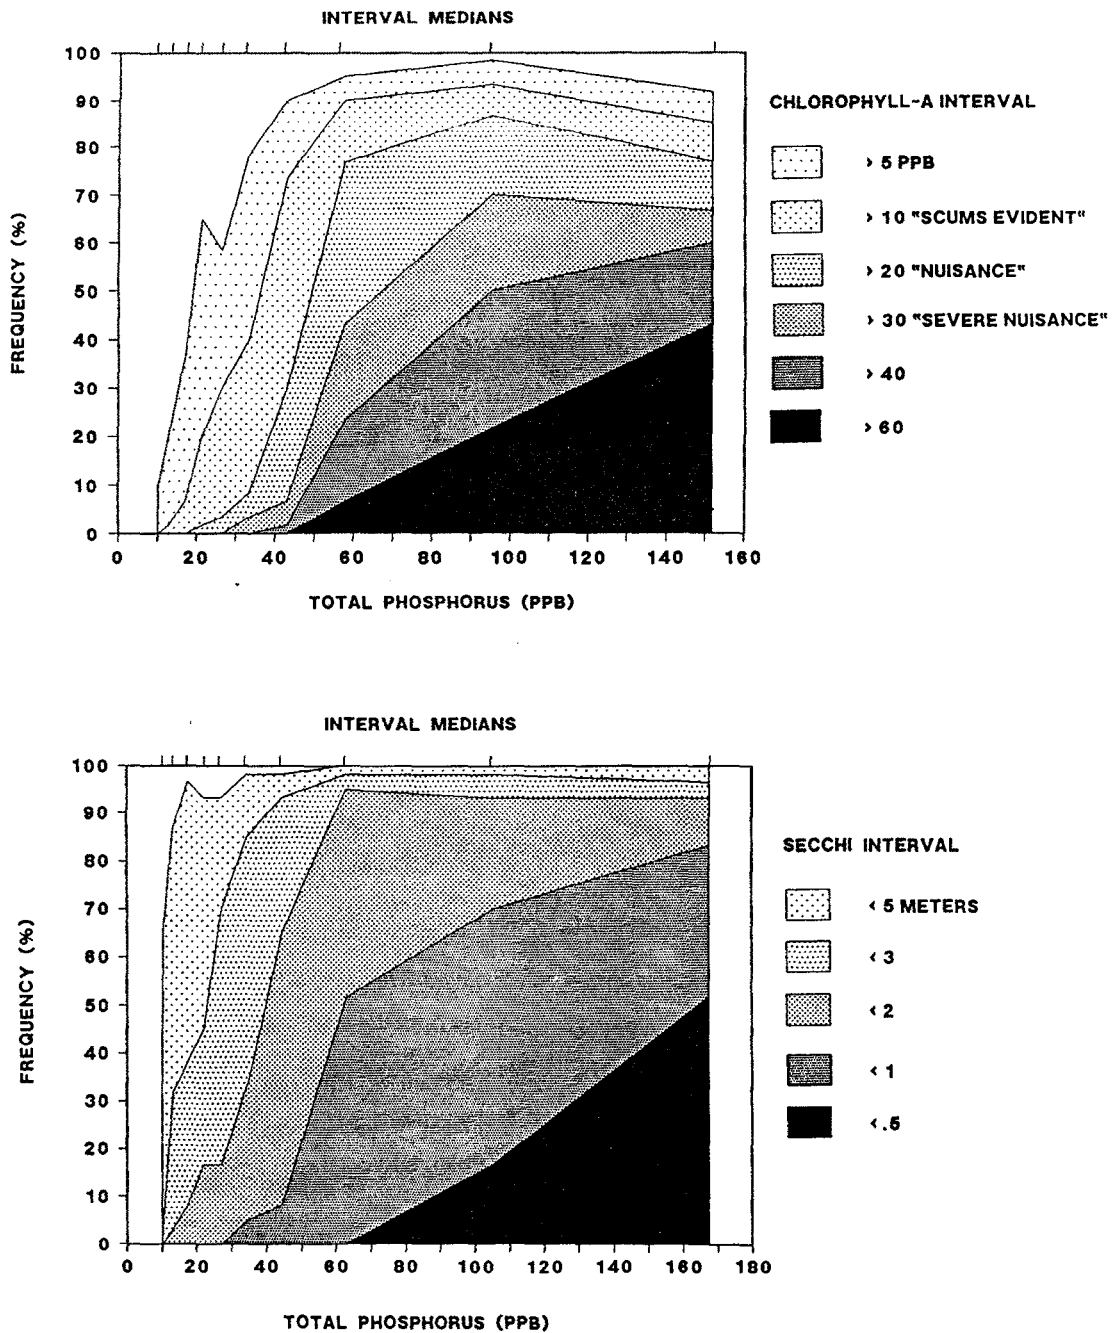 INTERVAL MEDIANS
100
90
80
70
60
50
40
30
20
10
0
FREQUENCY (%)
0 20 40 60 80 100 120 140 160
TOTAL PHOSPHORUS (PPB)
CHLOROPHYLL-A INTERVAL
> 5 PPB
> 10 "SCUMS EVIDENT"
> 20 "NUISANCE"
> 30 "SEVERE NUISANCE"
> 40
> 60
INTERVAL MEDIANS
100
90
80
70
60
50
40
30
20
10
0
FREQUENCY (%)
0 20 40 60 80 100 120 140 160 180
TOTAL PHOSPHORUS (PPB)
SECCHI INTERVAL
< 5 METERS
< 3
< 2
< 1
< .5